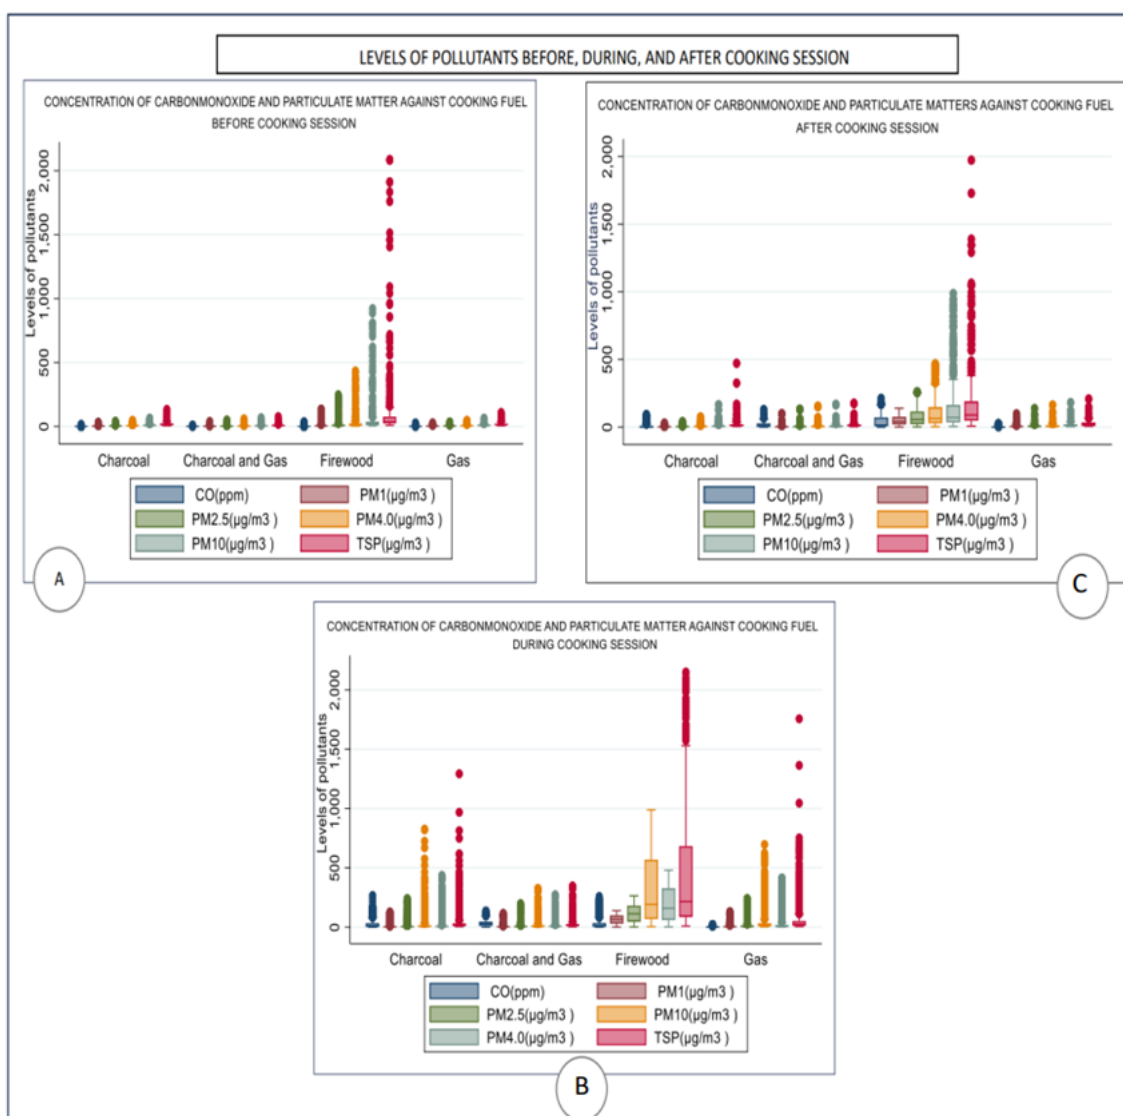 LEVELS OF POLLUTANTS BEFORE, DURING, AND AFTER COOKING SESSION
CONCENTRATION OF CARBONMONOXIDE AND PARTICULATE MATTER AGAINST COOKING FUEL
BEFORE COOKING SESSION
Levels of pollutants
2,000
1,500
1,000
500
0
Charcoal
Charcoal and Gas
Firewood
Gas
CO(ppm)
PM1(µg/m3 )
PM2.5(µg/m3 )
PM4.0(µg/m3 )
PM10(µg/m3 )
TSP(µg/m3 )
A
CONCENTRATION OF CARBONMONOXIDE AND PARTICULATE MATTERS AGAINST COOKING FUEL
AFTER COOKING SESSION
Levels of pollutants
2,000
1,500
1,000
500
0
Charcoal
Charcoal and Gas
Firewood
Gas
CO(ppm)
PM1(µg/m3 )
PM2.5(µg/m3 )
PM4.0(µg/m3 )
PM10(µg/m3 )
TSP(µg/m3 )
C
CONCENTRATION OF CARBONMONOXIDE AND PARTICULATE MATTER AGAINST COOKING FUEL
DURING COOKING SESSION
Levels of pollutants
2,000
1,500
1,000
500
0
Charcoal
Charcoal and Gas
Firewood
Gas
CO(ppm)
PM1(µg/m3 )
PM2.5(µg/m3 )
PM10(µg/m3 )
PM4.0(µg/m3 )
TSP(µg/m3 )
B